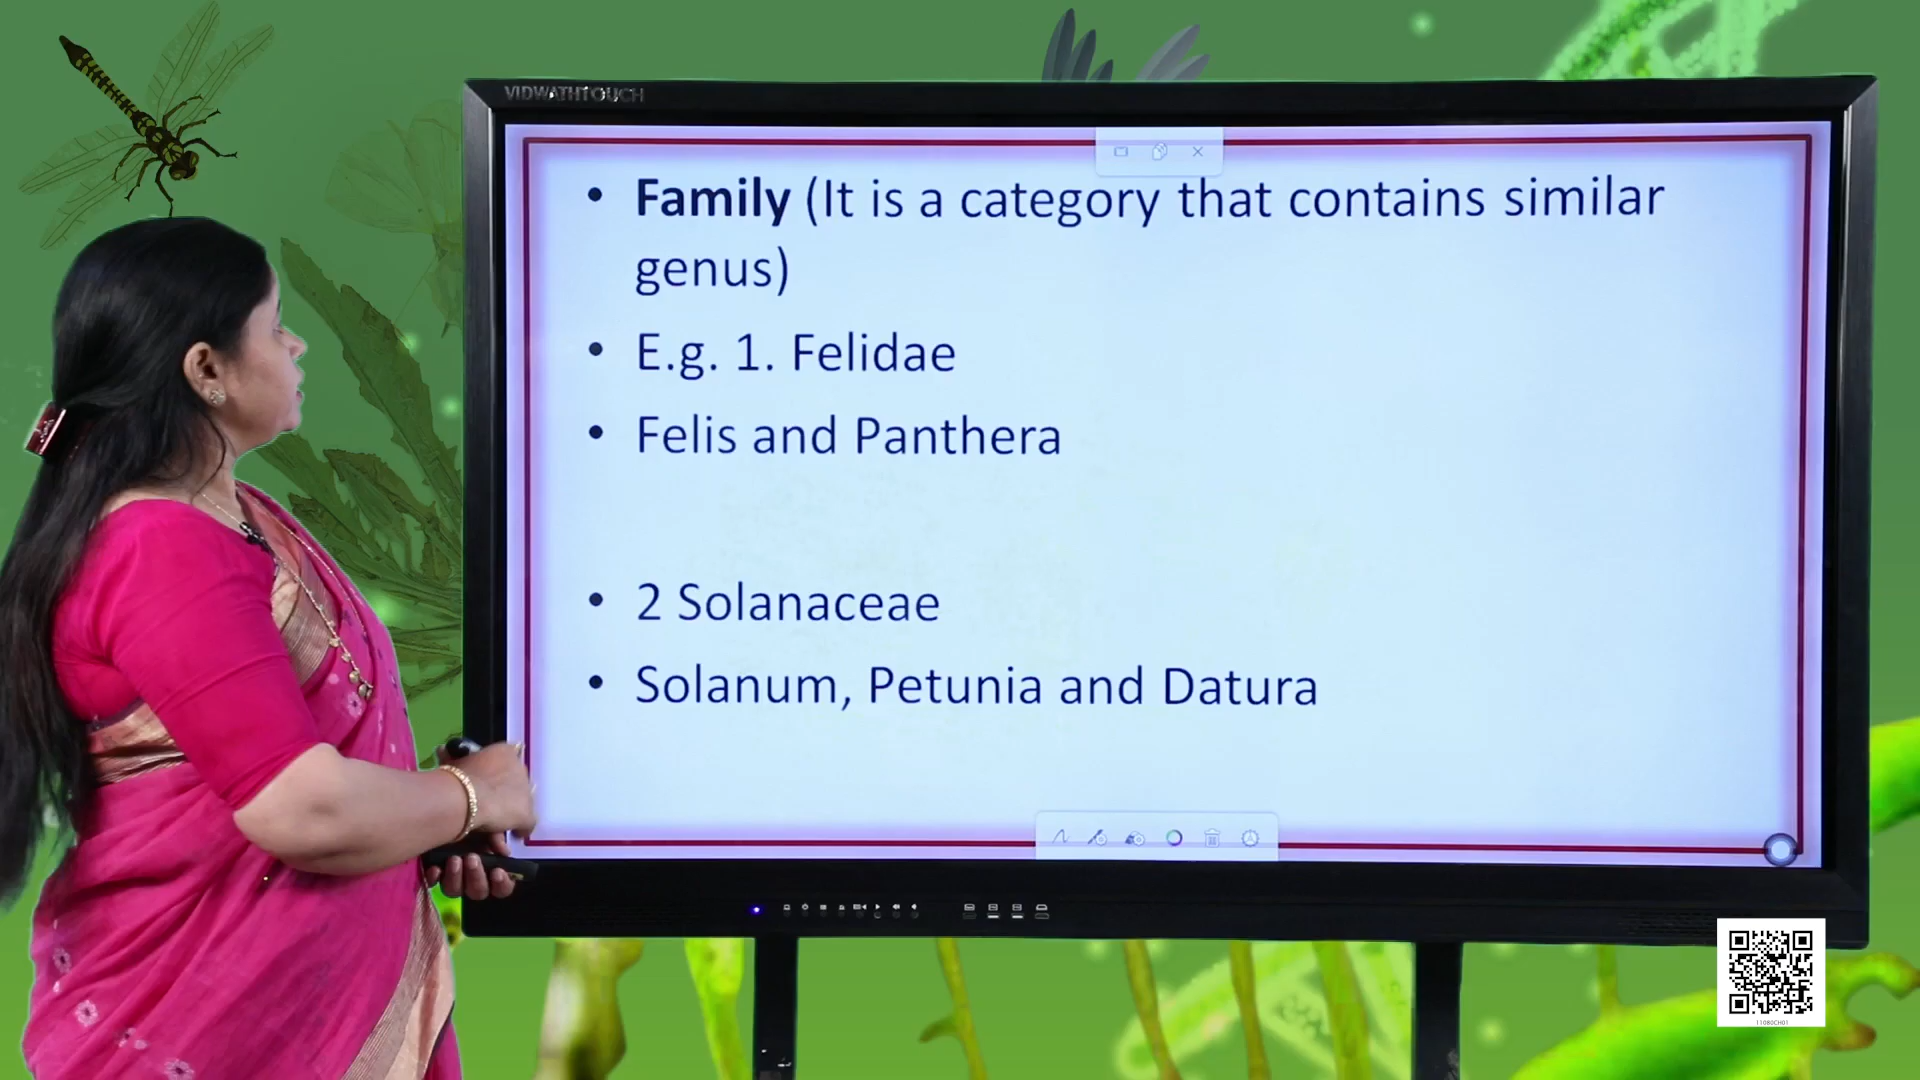 VIDWATHTOUCH
• Family (It is a category that contains similar
genus)
• E.g. 1. Felidae
• Felis and Panthera
• 2 Solanaceae
• Solanum, Petunia and Datura
11080CH01